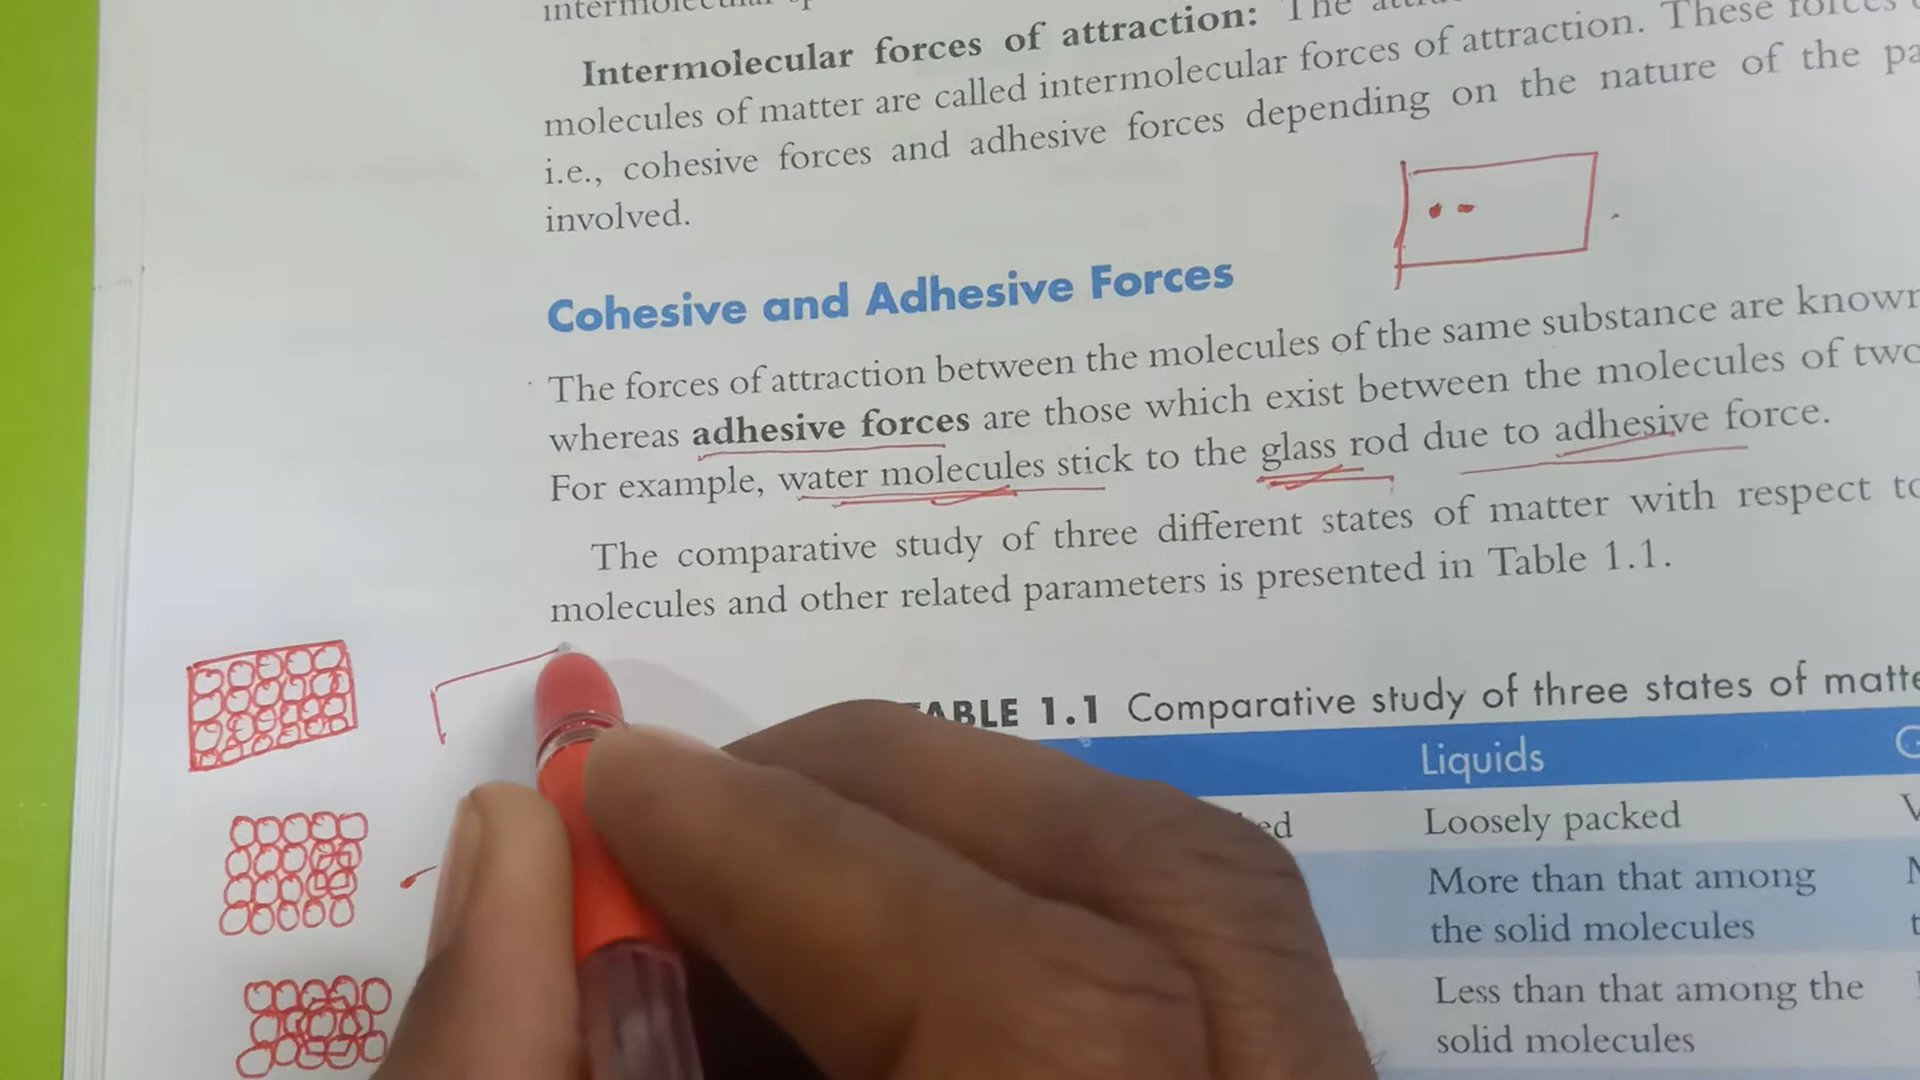 Intermolecular forces of attraction: The
molecules of matter are called intermolecular forces of attraction. These forces
i.e., cohesive forces and adhesive forces depending on the nature of the
involved.
Cohesive and Adhesive Forces
The forces of attraction between the molecules of the same substance are known
whereas adhesive forces are those which exist between the molecules of two
For example, water molecules stick to the glass rod due to adhesive force.
The comparative study of three different states of matter with respect to
molecules and other related parameters is presented in Table 1.1.
TABLE 1.1 Comparative study of three states of
Liquids
Loosely packed
More than that among
the solid molecules
Less than that among the
solid molecules